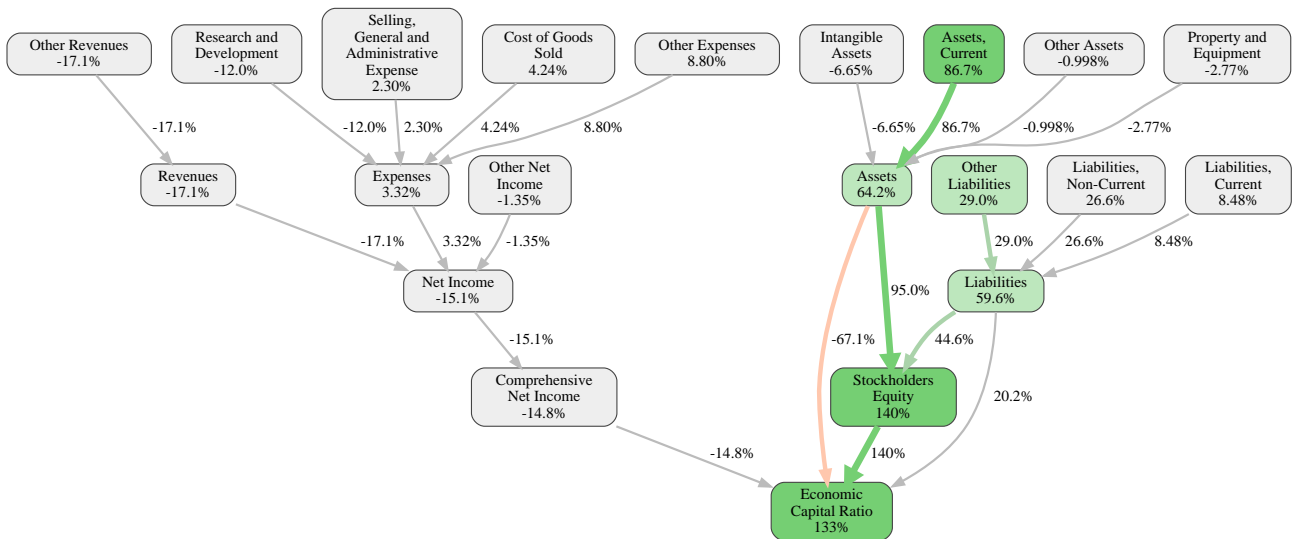 Other Revenues
-17.1%
Research and
Development
-12.0%
Selling,
General and
Administrative
Expense
2.30%
Cost of Goods
Sold
4.24%
Other Expenses
8.80%
Intangible
Assets
-6.65%
Assets,
Current
86.7%
Other Assets
-0.998%
Property and
Equipment
-2.77%
-17.1%
-12.0%
2.30%
4.24%
8.80%
-6.65%
86.7%
-0.998%
-2.77%
Revenues
-17.1%
Expenses
3.32%
Other Net
Income
-1.35%
Assets
64.2%
Other
Liabilities
29.0%
Liabilities,
Non-Current
26.6%
Liabilities,
Current
8.48%
-17.1%
3.32%
-1.35%
29.0%
26.6%
8.48%
Net Income
-15.1%
95.0%
Liabilities
59.6%
-15.1%
-67.1%
44.6%
Comprehensive
Net Income
-14.8%
Stockholders
Equity
140%
20.2%
-14.8%
140%
Economic
Capital Ratio
133%